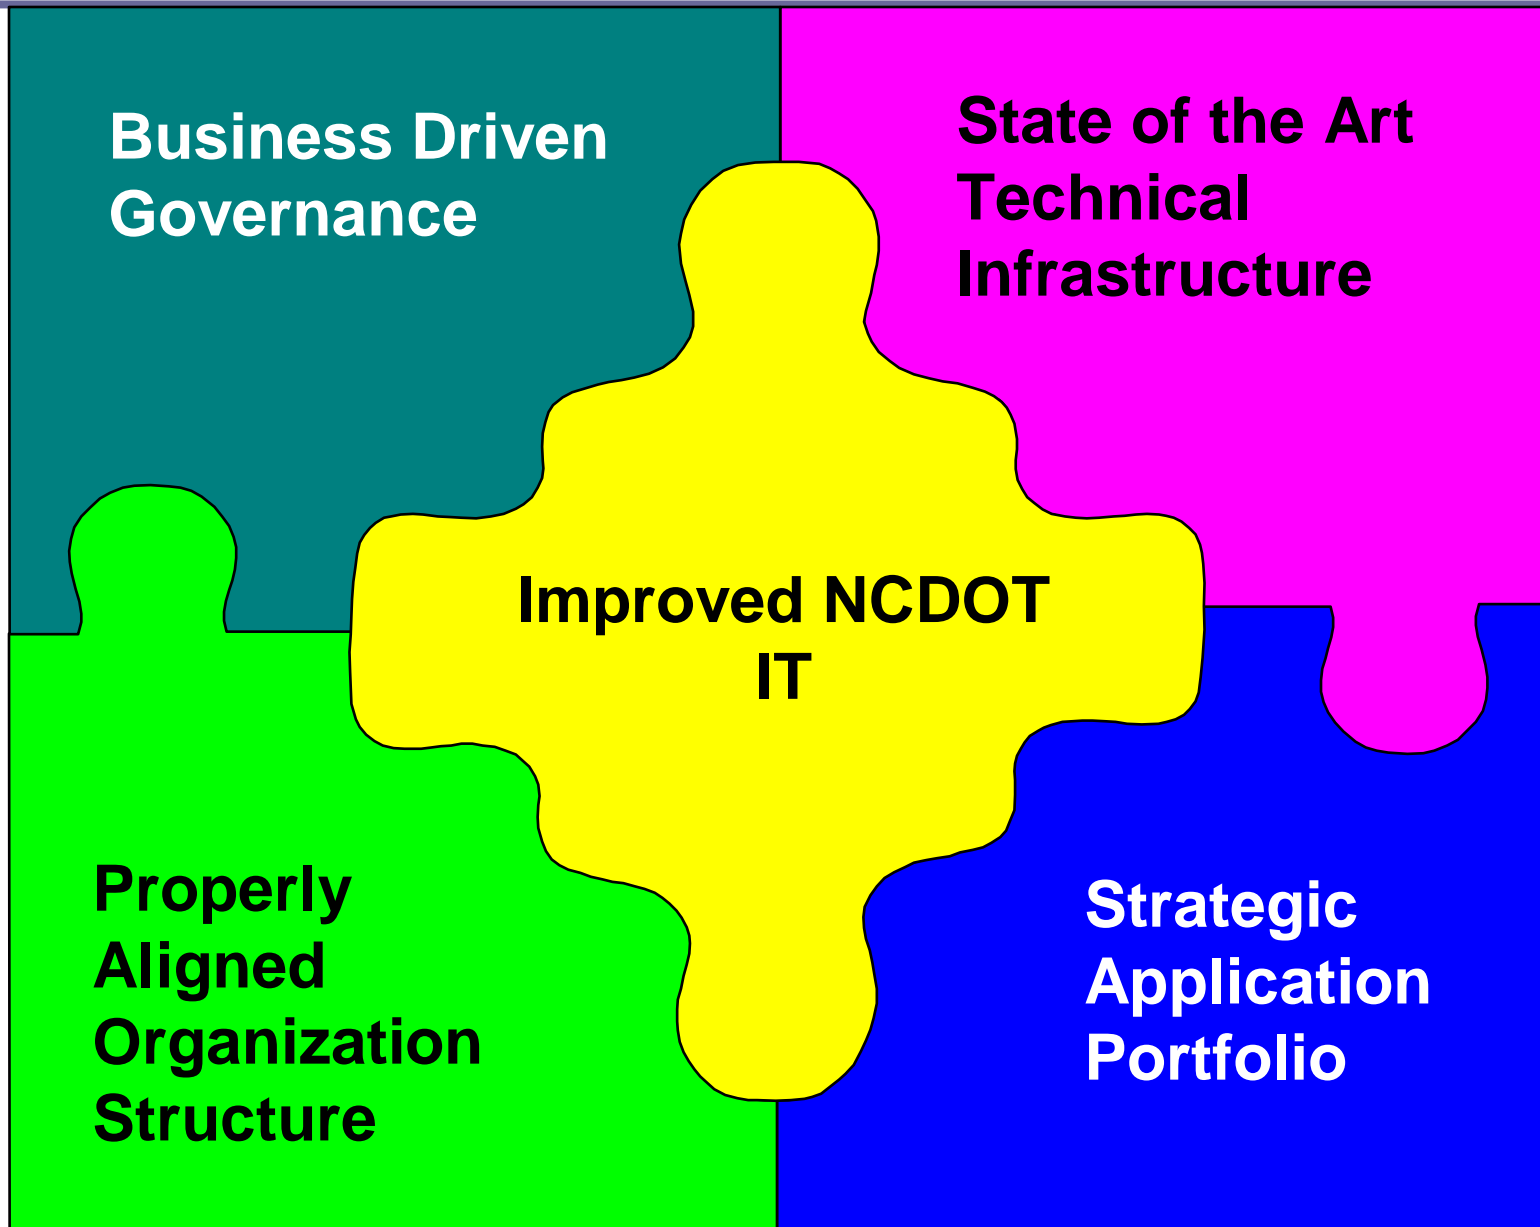 Business Driven
Governance
State of the Art
Technical
Infrastructure
Improved NCDOT
IT
Properly
Aligned
Organization
Structure
Strategic
Application
Portfolio